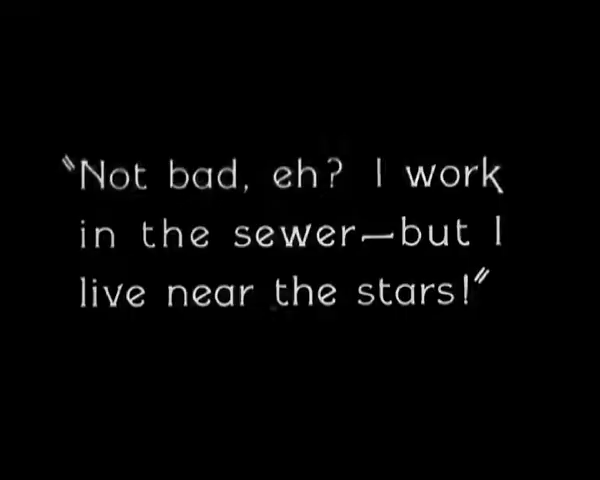 "Not bad, eh? I work
in the sewer—but I
live near the stars!"